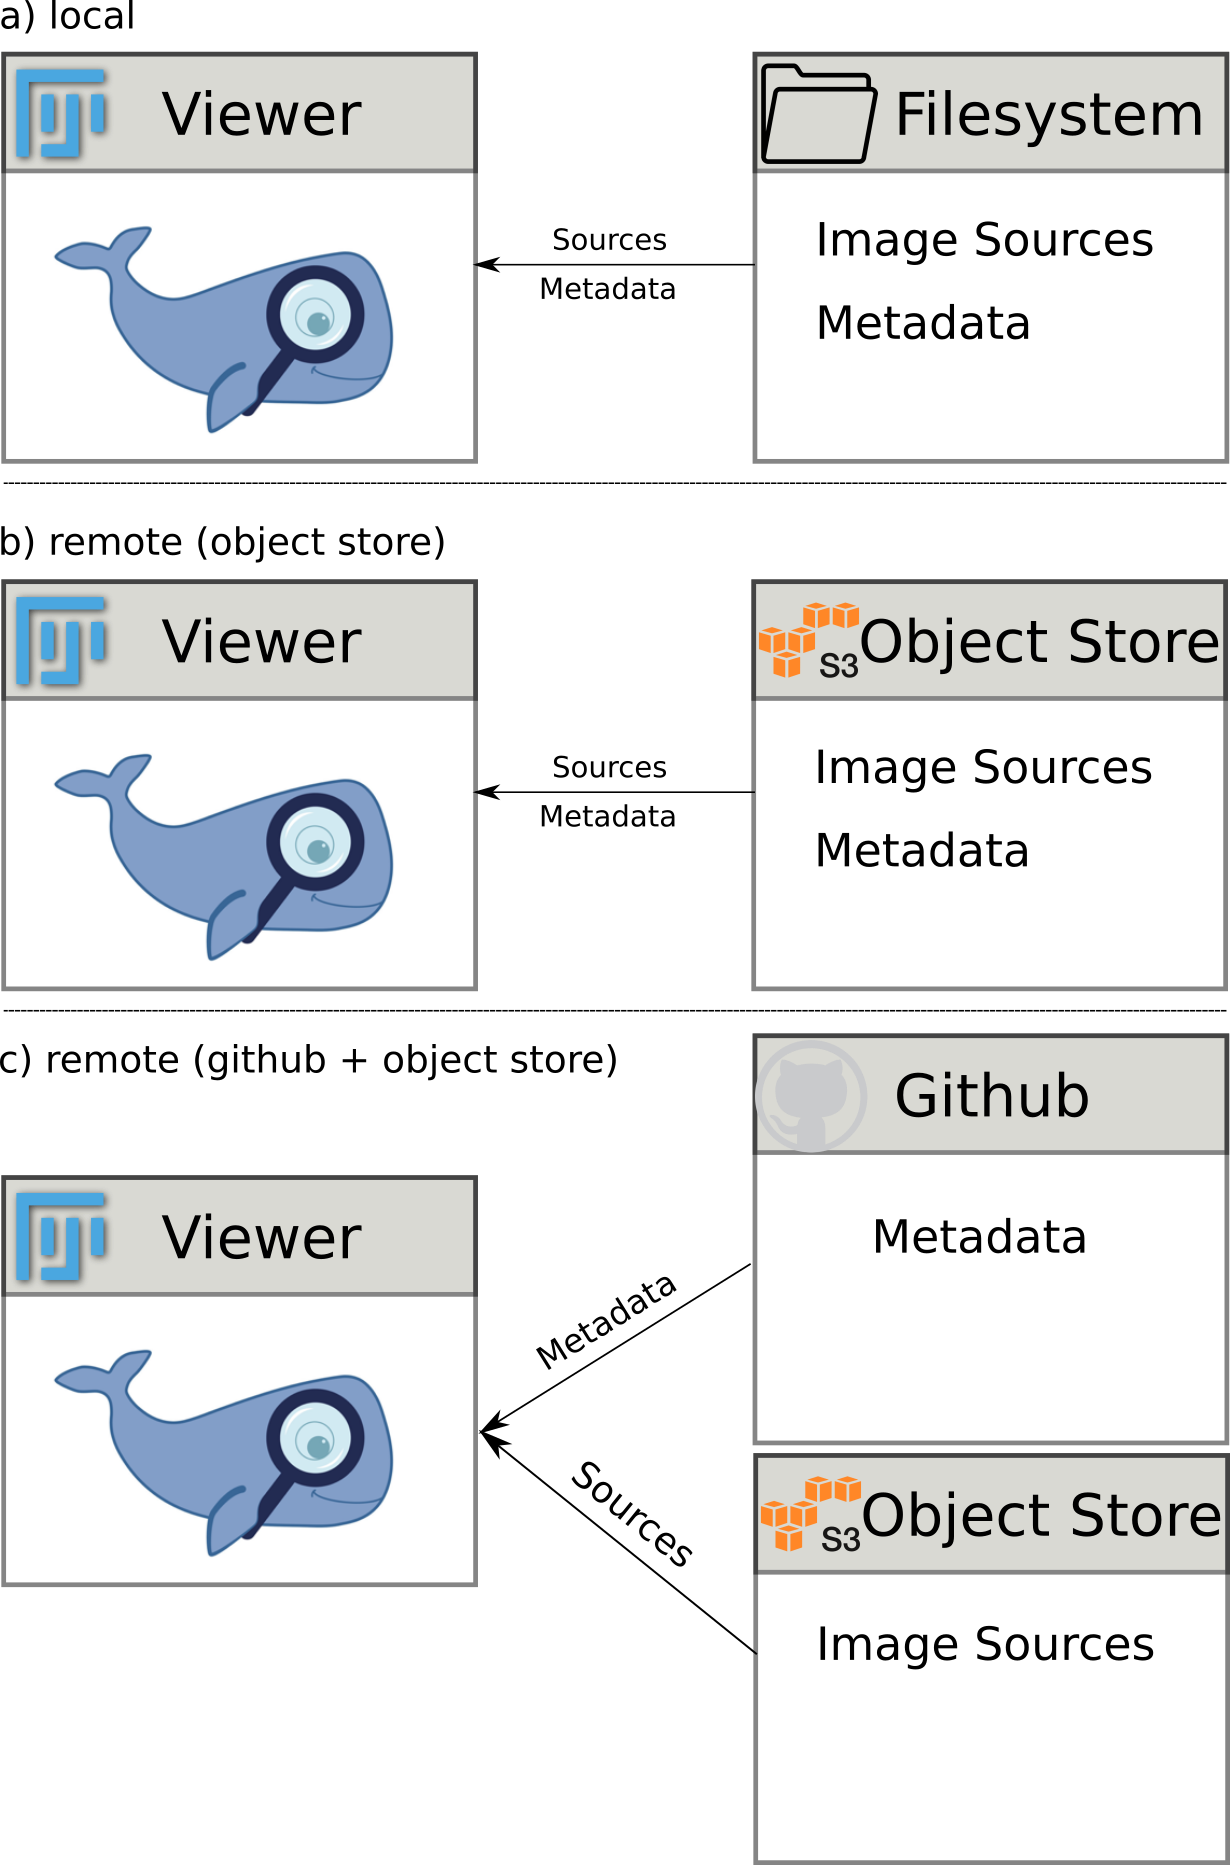 a) local
Viewer
Filesystem
Sources
Metadata
Image Sources
Metadata
b) remote (object store)
Viewer
S3
Object Store
Sources
Metadata
Image Sources
Metadata
c) remote (github + object store)
Github
Metadata
Viewer
Metadata
Sources
S3
Object Store
Image Sources